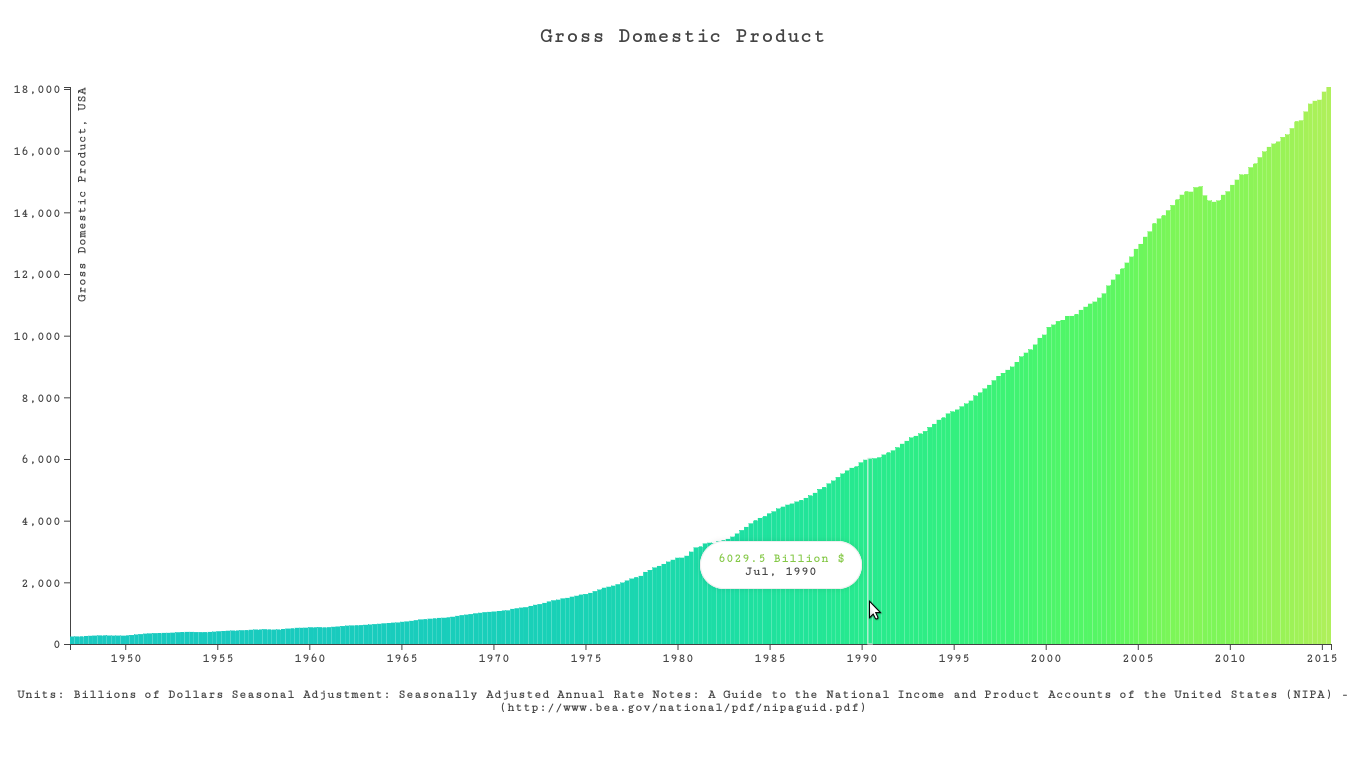 Gross Domestic Product
18,000
16,000
14,000
12,000
10,000
8,000
6,000
4,000
2,000
0
Gross Domestic Product, USA
6029.5 Billion $
Jul, 1990
1950 1955 1960 1965 1970 1975 1980 1985 1990 1995 2000 2005 2010 2015
Units: Billions of Dollars Seasonal Adjustment: Seasonally Adjusted Annual Rate Notes: A Guide to the National Income and Product Accounts of the United States (NIPA) -
(http://www.bea.gov/national/pdf/nipaguid.pdf)